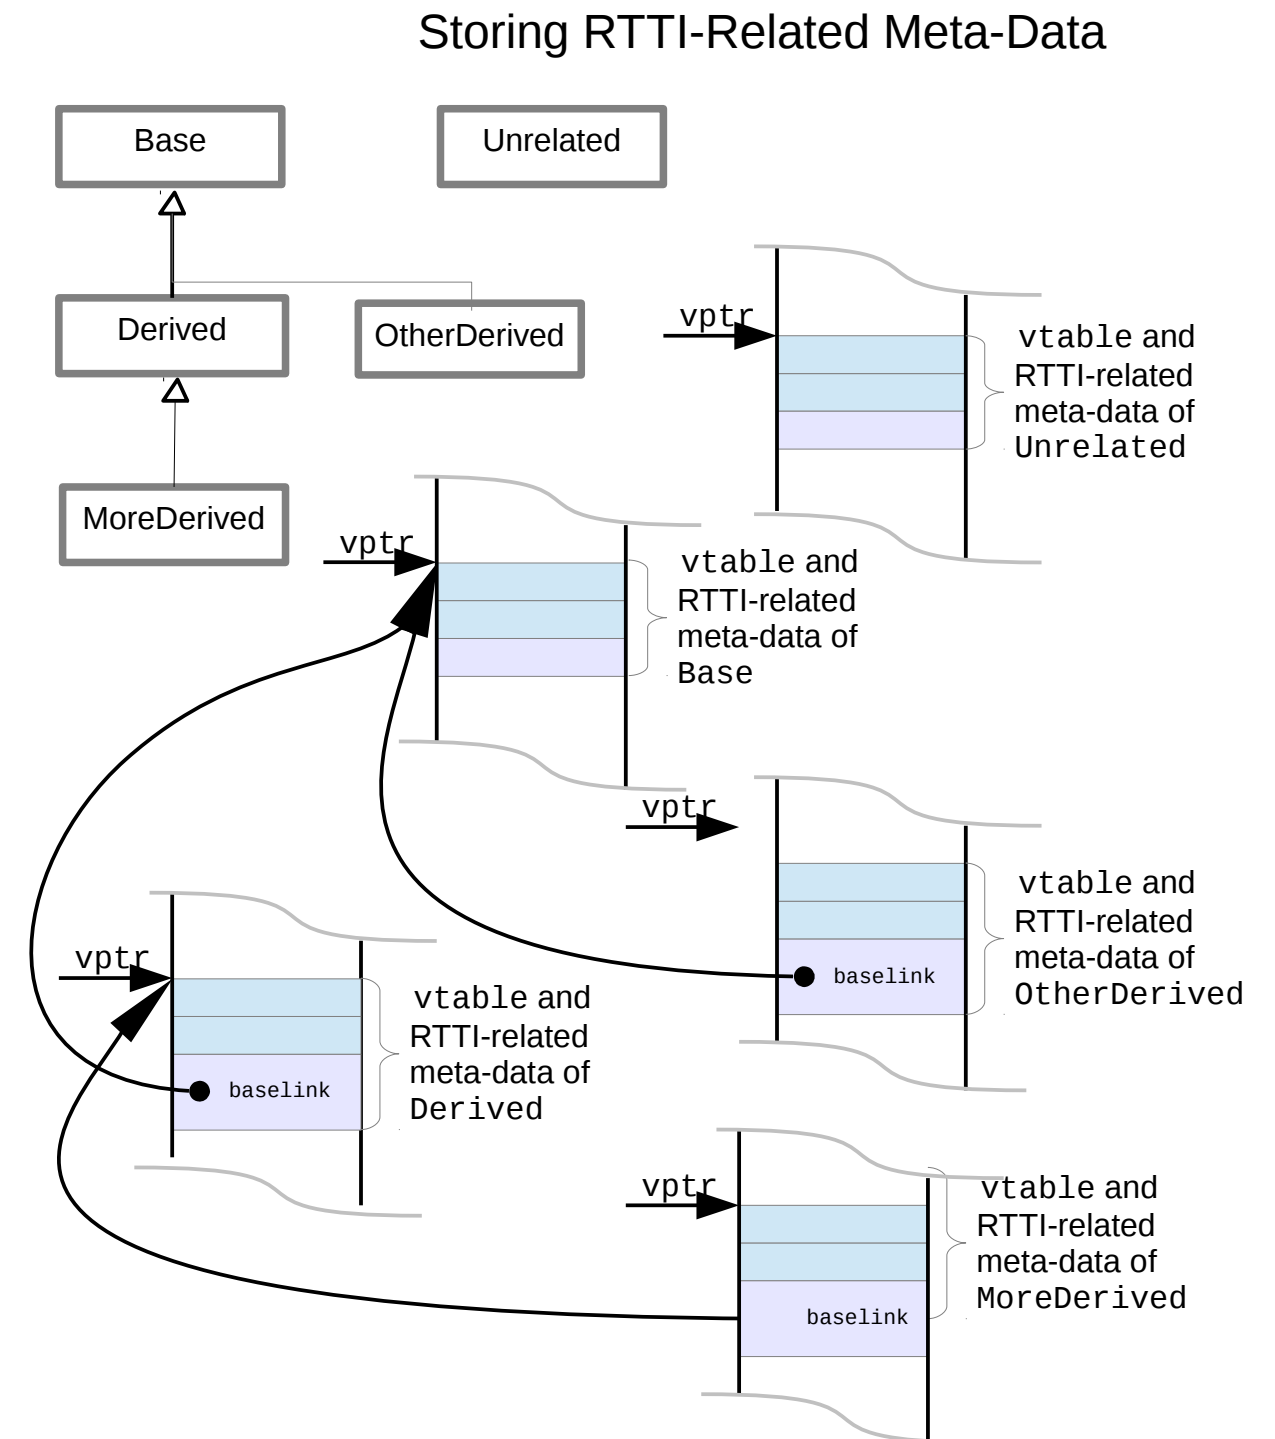 Storing RTTI-Related Meta-Data
Base
Unrelated
Derived
OtherDerived
MoreDerived
vptr
vtable and
RTTI-related
meta-data of
Unrelated
vptr
vtable and
RTTI-related
meta-data of
Base
vptr
vtable and
RTTI-related
meta-data of
OtherDerived
baselink
vptr
vtable and
RTTI-related
meta-data of
Derived
baselink
vptr
vtable and
RTTI-related
meta-data of
MoreDerived
baselink